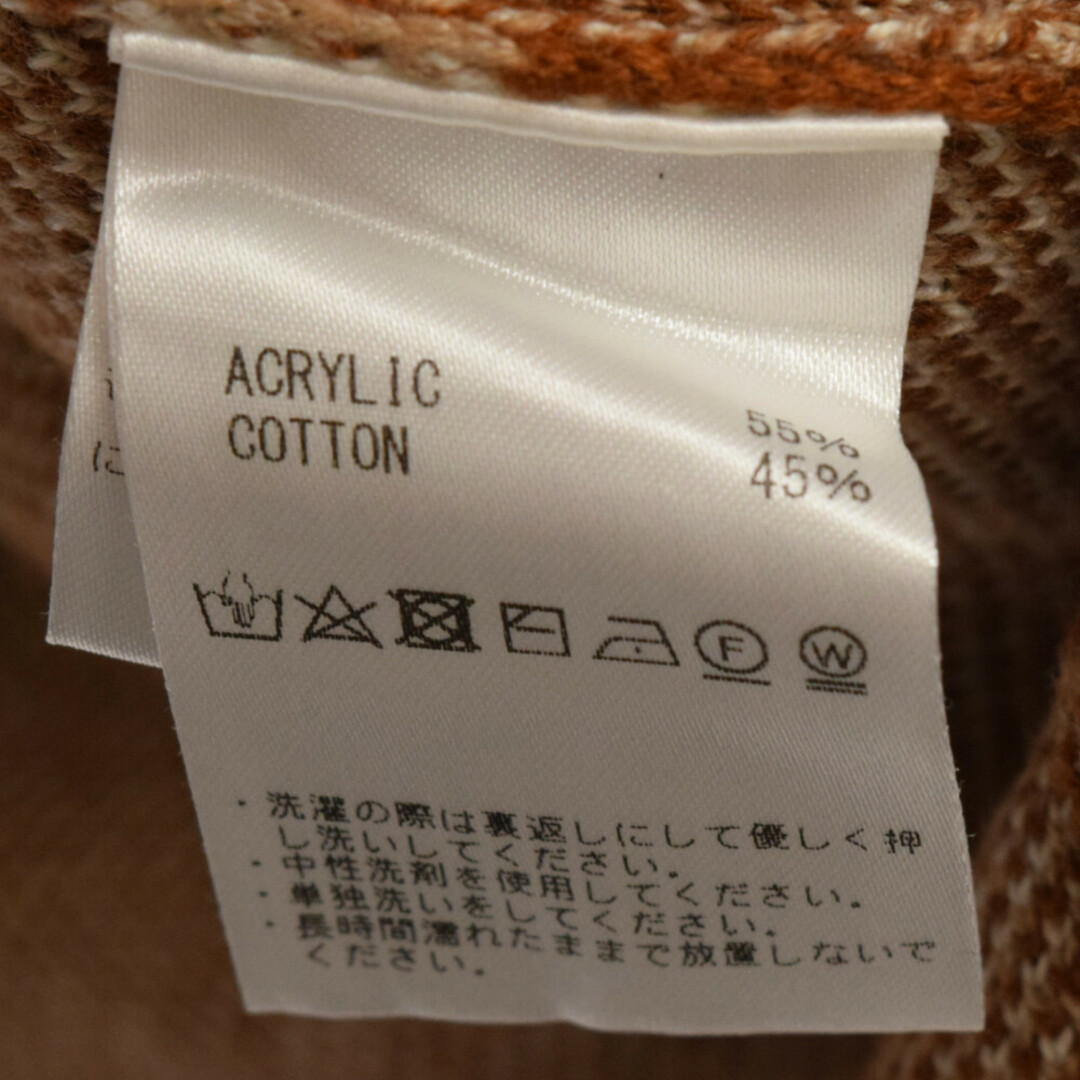 ACRYLIC 55%
COTTON 45%
F W
・洗濯の際は裏返しにして優しく押
し洗いしてください。
・中性洗剤を使用してください。
・単独洗いをしてください。
・長時間濡れたままで放置しないで
ください。
に